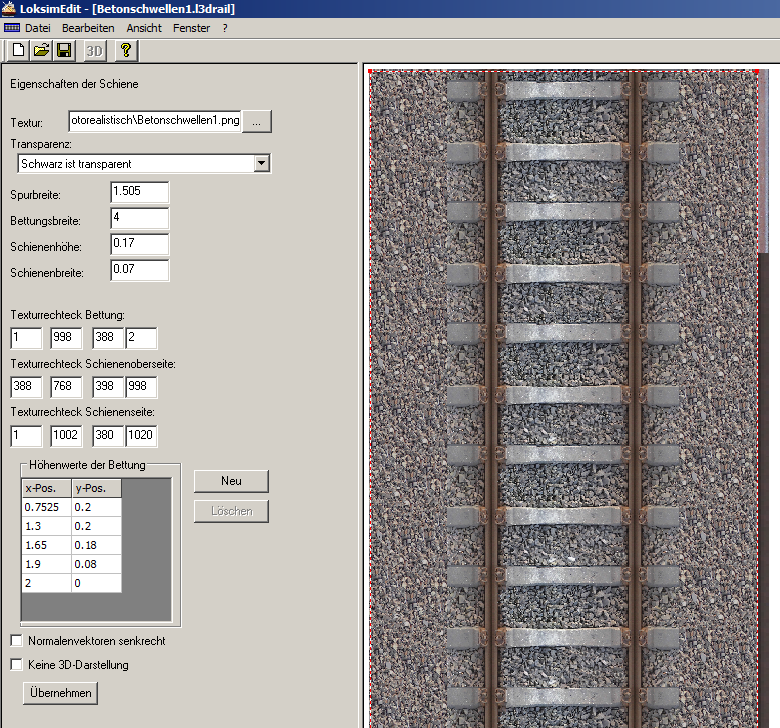 LoksimEdit - [Betonschwellen1.l3drail]
Datei Bearbeiten Ansicht Fenster ?
3D ?
Eigenschaften der Schiene
Textur: otorealistisch\Betonschwellen1.png ...
Transparenz:
Schwarz ist transparent
Spurbreite: 1.505
Bettungsbreite: 4
Schienenhöhe: 0.17
Schienenbreite: 0.07
Texturrechteck Bettung:
1 998 388 2
Texturrechteck Schienenoberseite:
388 768 398 998
Texturrechteck Schienenseite:
1 1002 380 1020
Höhenwerte der Bettung
x-Pos. y-Pos.
0.7525 0.2
1.3 0.2
1.65 0.18
1.9 0.08
2 0
Neu
Löschen
Normalenvektoren senkrecht
Keine 3D-Darstellung
Übernehmen